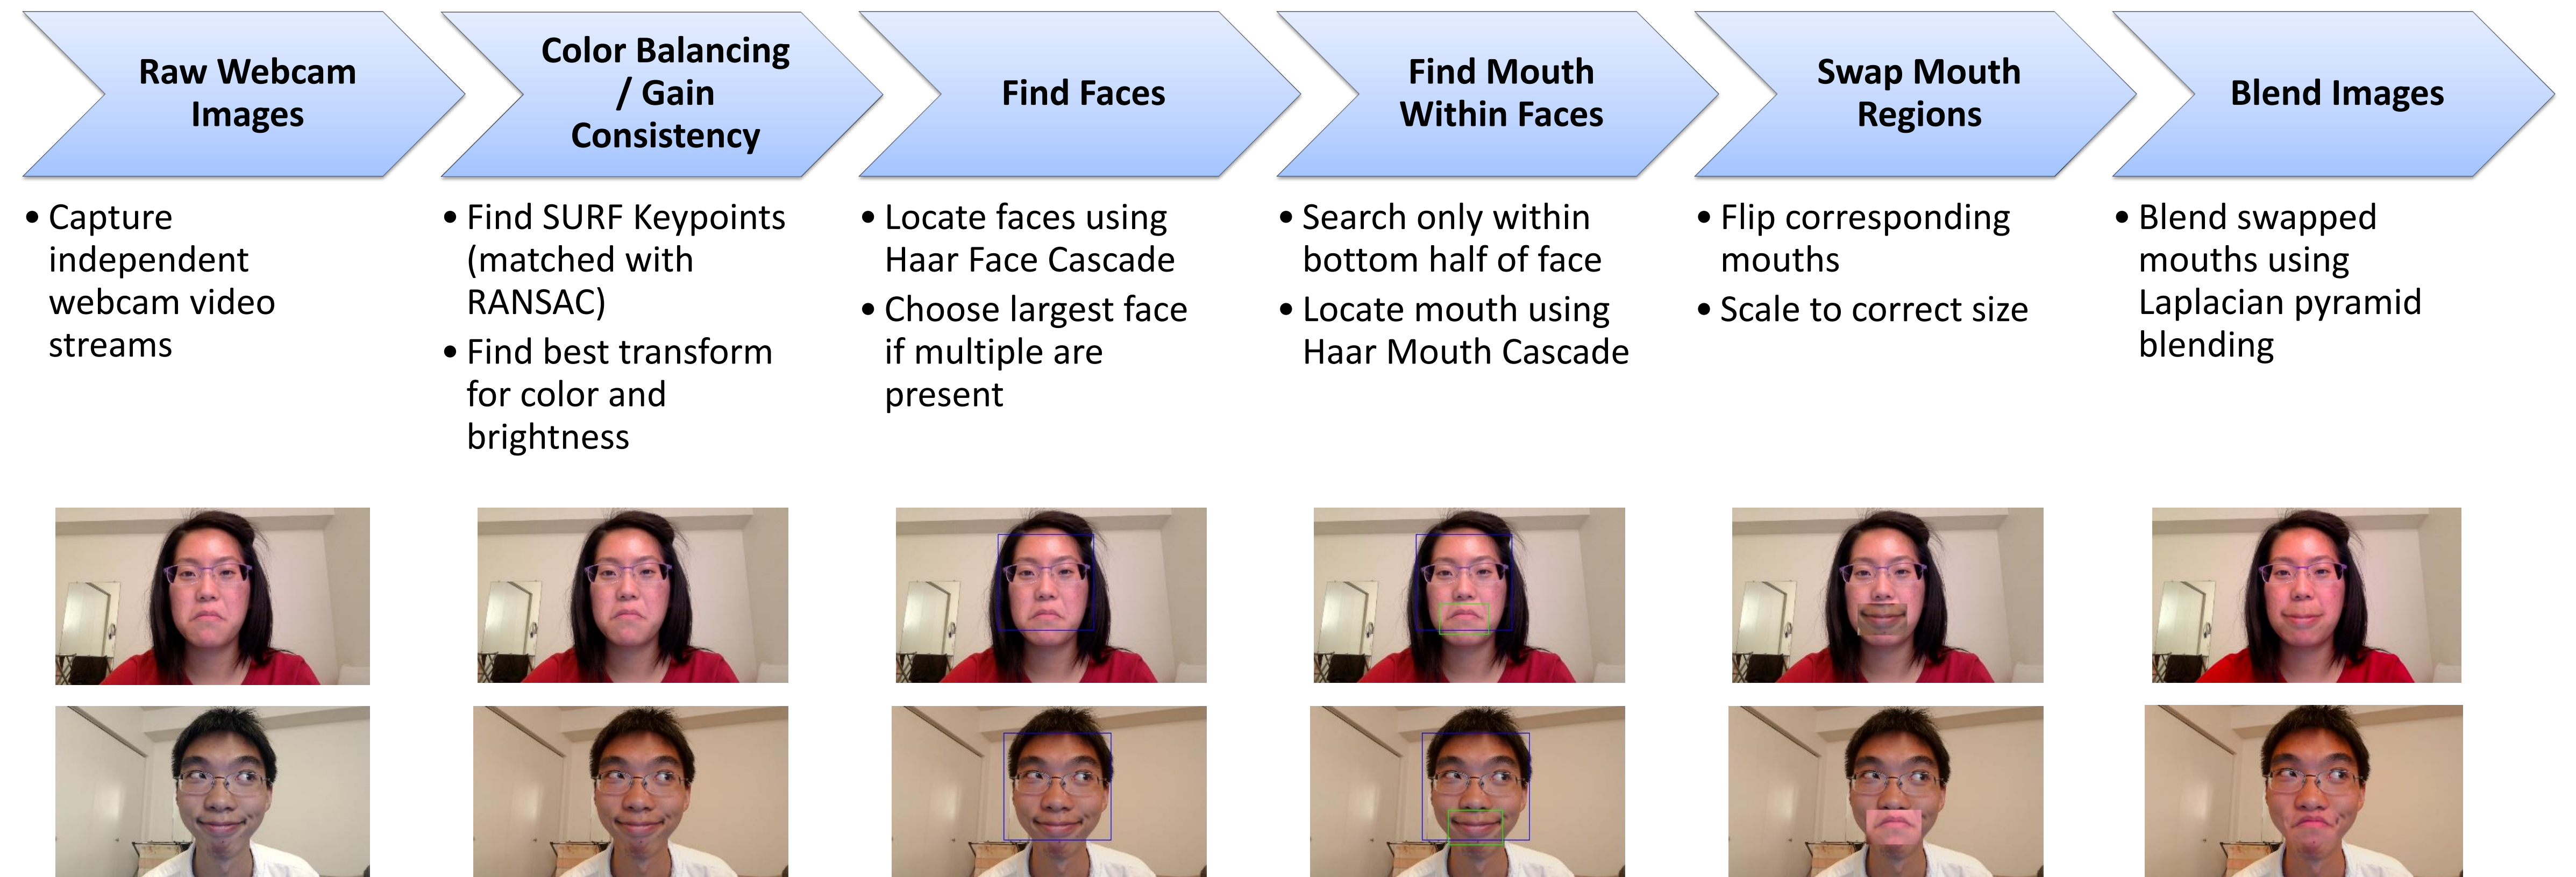 Raw Webcam
Images
Color Balancing
/ Gain
Consistency
Find Faces
Find Mouth
Within Faces
Swap Mouth
Regions
Blend Images
• Capture
independent
webcam video
streams
• Find SURF Keypoints
(matched with
RANSAC)
• Find best transform
for color and
brightness
• Locate faces using
Haar Face Cascade
• Choose largest face
if multiple are
present
• Search only within
bottom half of face
• Locate mouth using
Haar Mouth Cascade
• Flip corresponding
mouths
• Scale to correct size
• Blend swapped
mouths using
Laplacian pyramid
blending